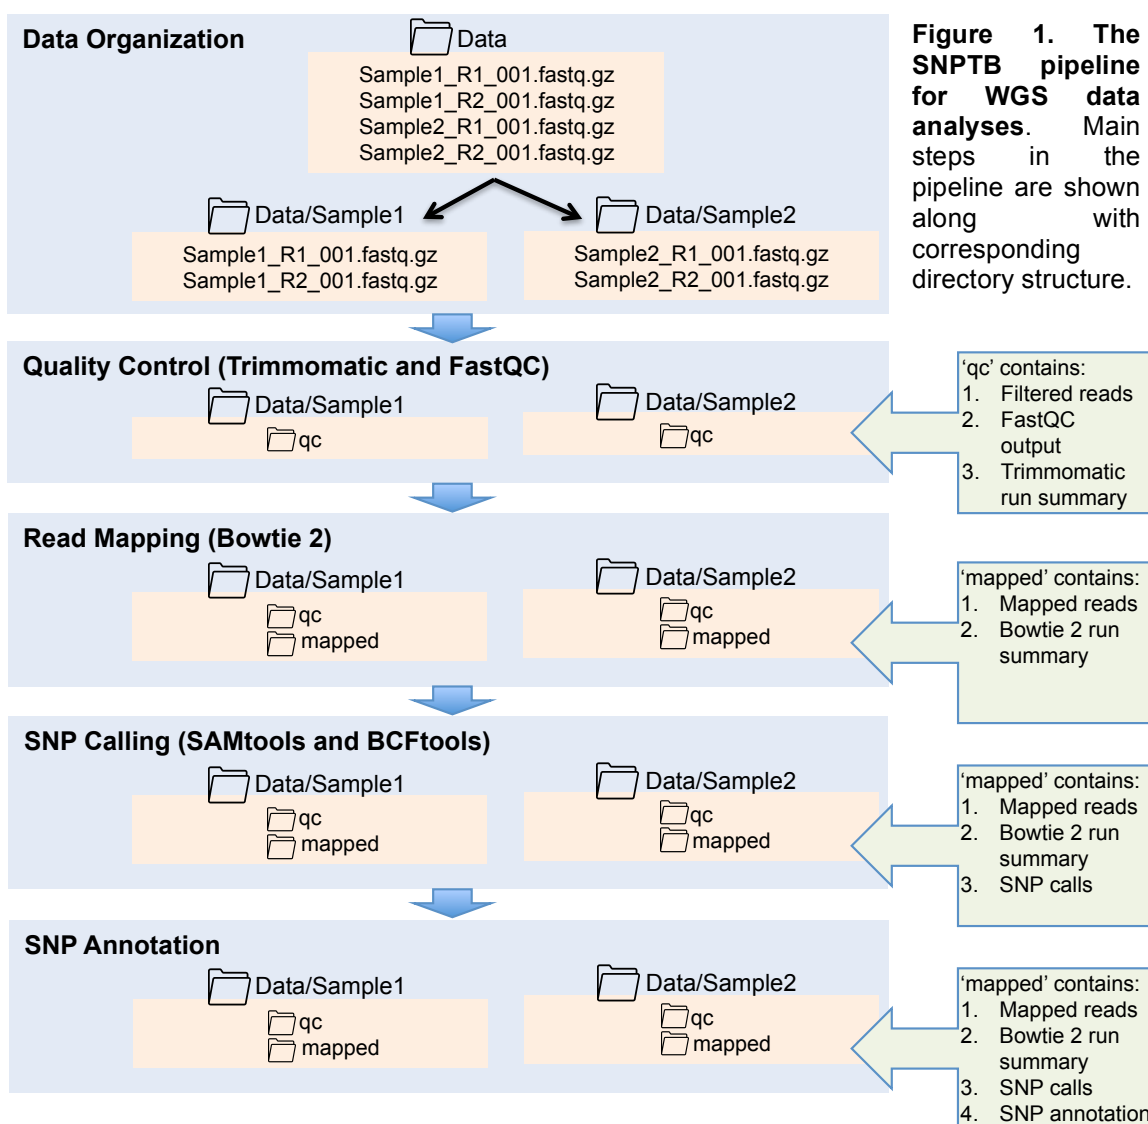 Data Organization
Data
Sample1_R1_001.fastq.gz
Sample1_R2_001.fastq.gz
Sample2_R1_001.fastq.gz
Sample2_R2_001.fastq.gz
Data/Sample1
Sample1_R1_001.fastq.gz
Sample1_R2_001.fastq.gz
Data/Sample2
Sample2_R1_001.fastq.gz
Sample2_R2_001.fastq.gz
Figure 1. The
SNPTB pipeline
for WGS data
analyses. Main
steps in the
pipeline are shown
along with
corresponding
directory structure.
Quality Control (Trimmomatic and FastQC)
Data/Sample1
qc
Data/Sample2
qc
‘qc’ contains:
1. Filtered reads
2. FastQC
output
3. Trimmomatic
run summary
Read Mapping (Bowtie 2)
Data/Sample1
qc
mapped
Data/Sample2
qc
mapped
‘mapped’ contains:
1. Mapped reads
2. Bowtie 2 run
summary
SNP Calling (SAMtools and BCFtools)
Data/Sample1
qc
mapped
Data/Sample2
qc
mapped
‘mapped’ contains:
1. Mapped reads
2. Bowtie 2 run
summary
3. SNP calls
SNP Annotation
Data/Sample1
qc
mapped
Data/Sample2
qc
mapped
‘mapped’ contains:
1. Mapped reads
2. Bowtie 2 run
summary
3. SNP calls
4. SNP annotation